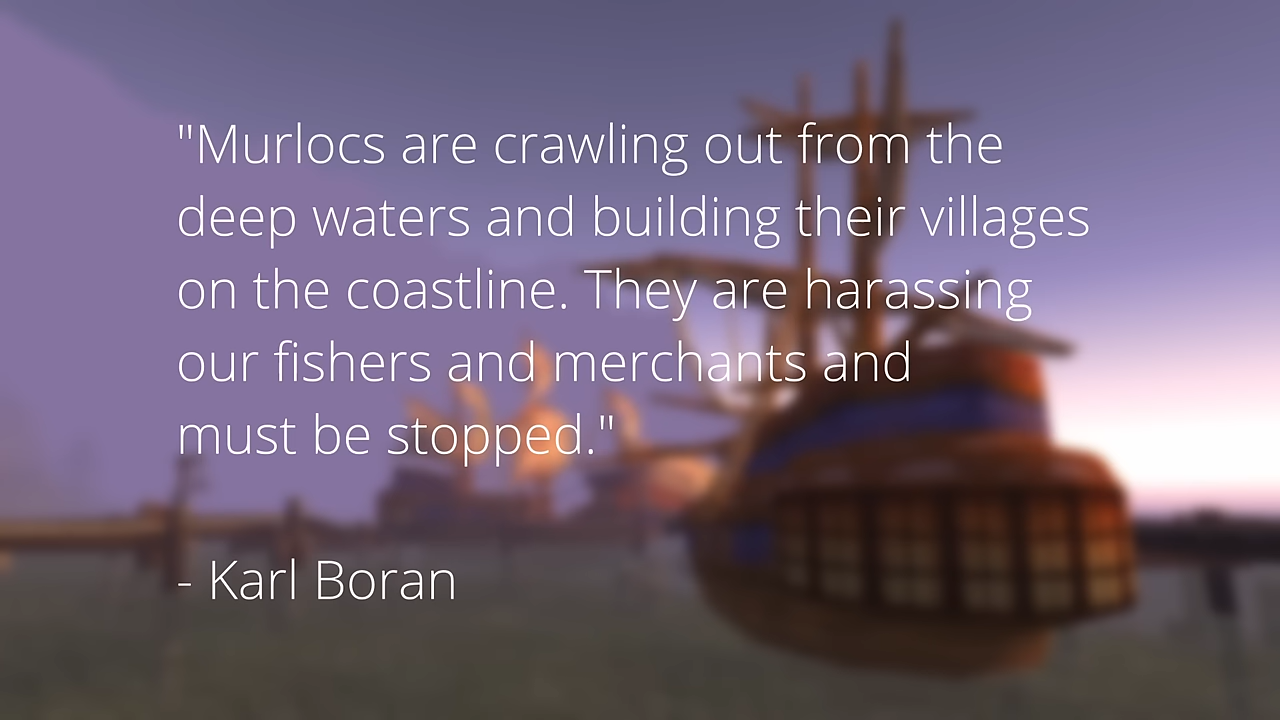 "Murlocs are crawling out from the
deep waters and building their villages
on the coastline. They are harassing
our fishers and merchants and
must be stopped."
- Karl Boran